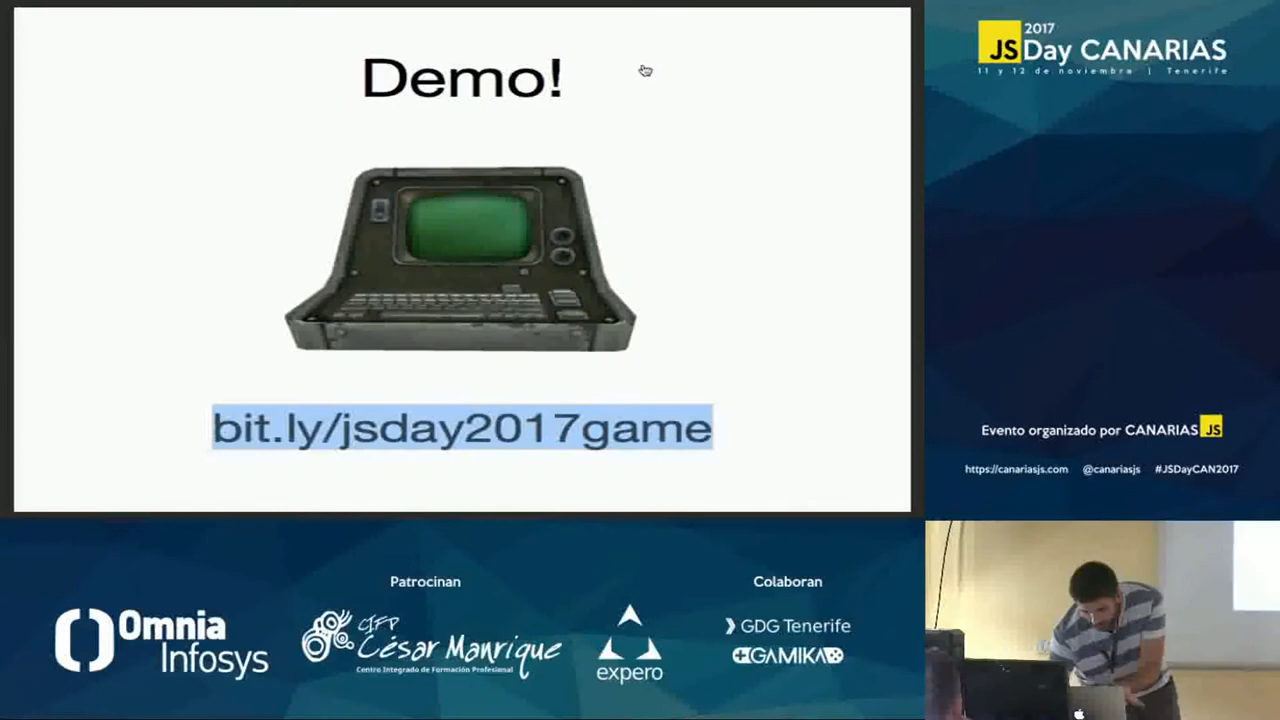 Demo!
bit.ly/jsday2017game
2017
JS Day CANARIAS
11 y 12 de noviembre | Tenerife
Evento organizado por CANARIAS JS
https://canariasjs.com @canariasjs #JSDayCAN2017
Patrocinan
Omnia
Infosys
CIFP
César Manrique
Centro Integrado de Formación Profesional
expero
Colaboran
GDG Tenerife
GAMIKA